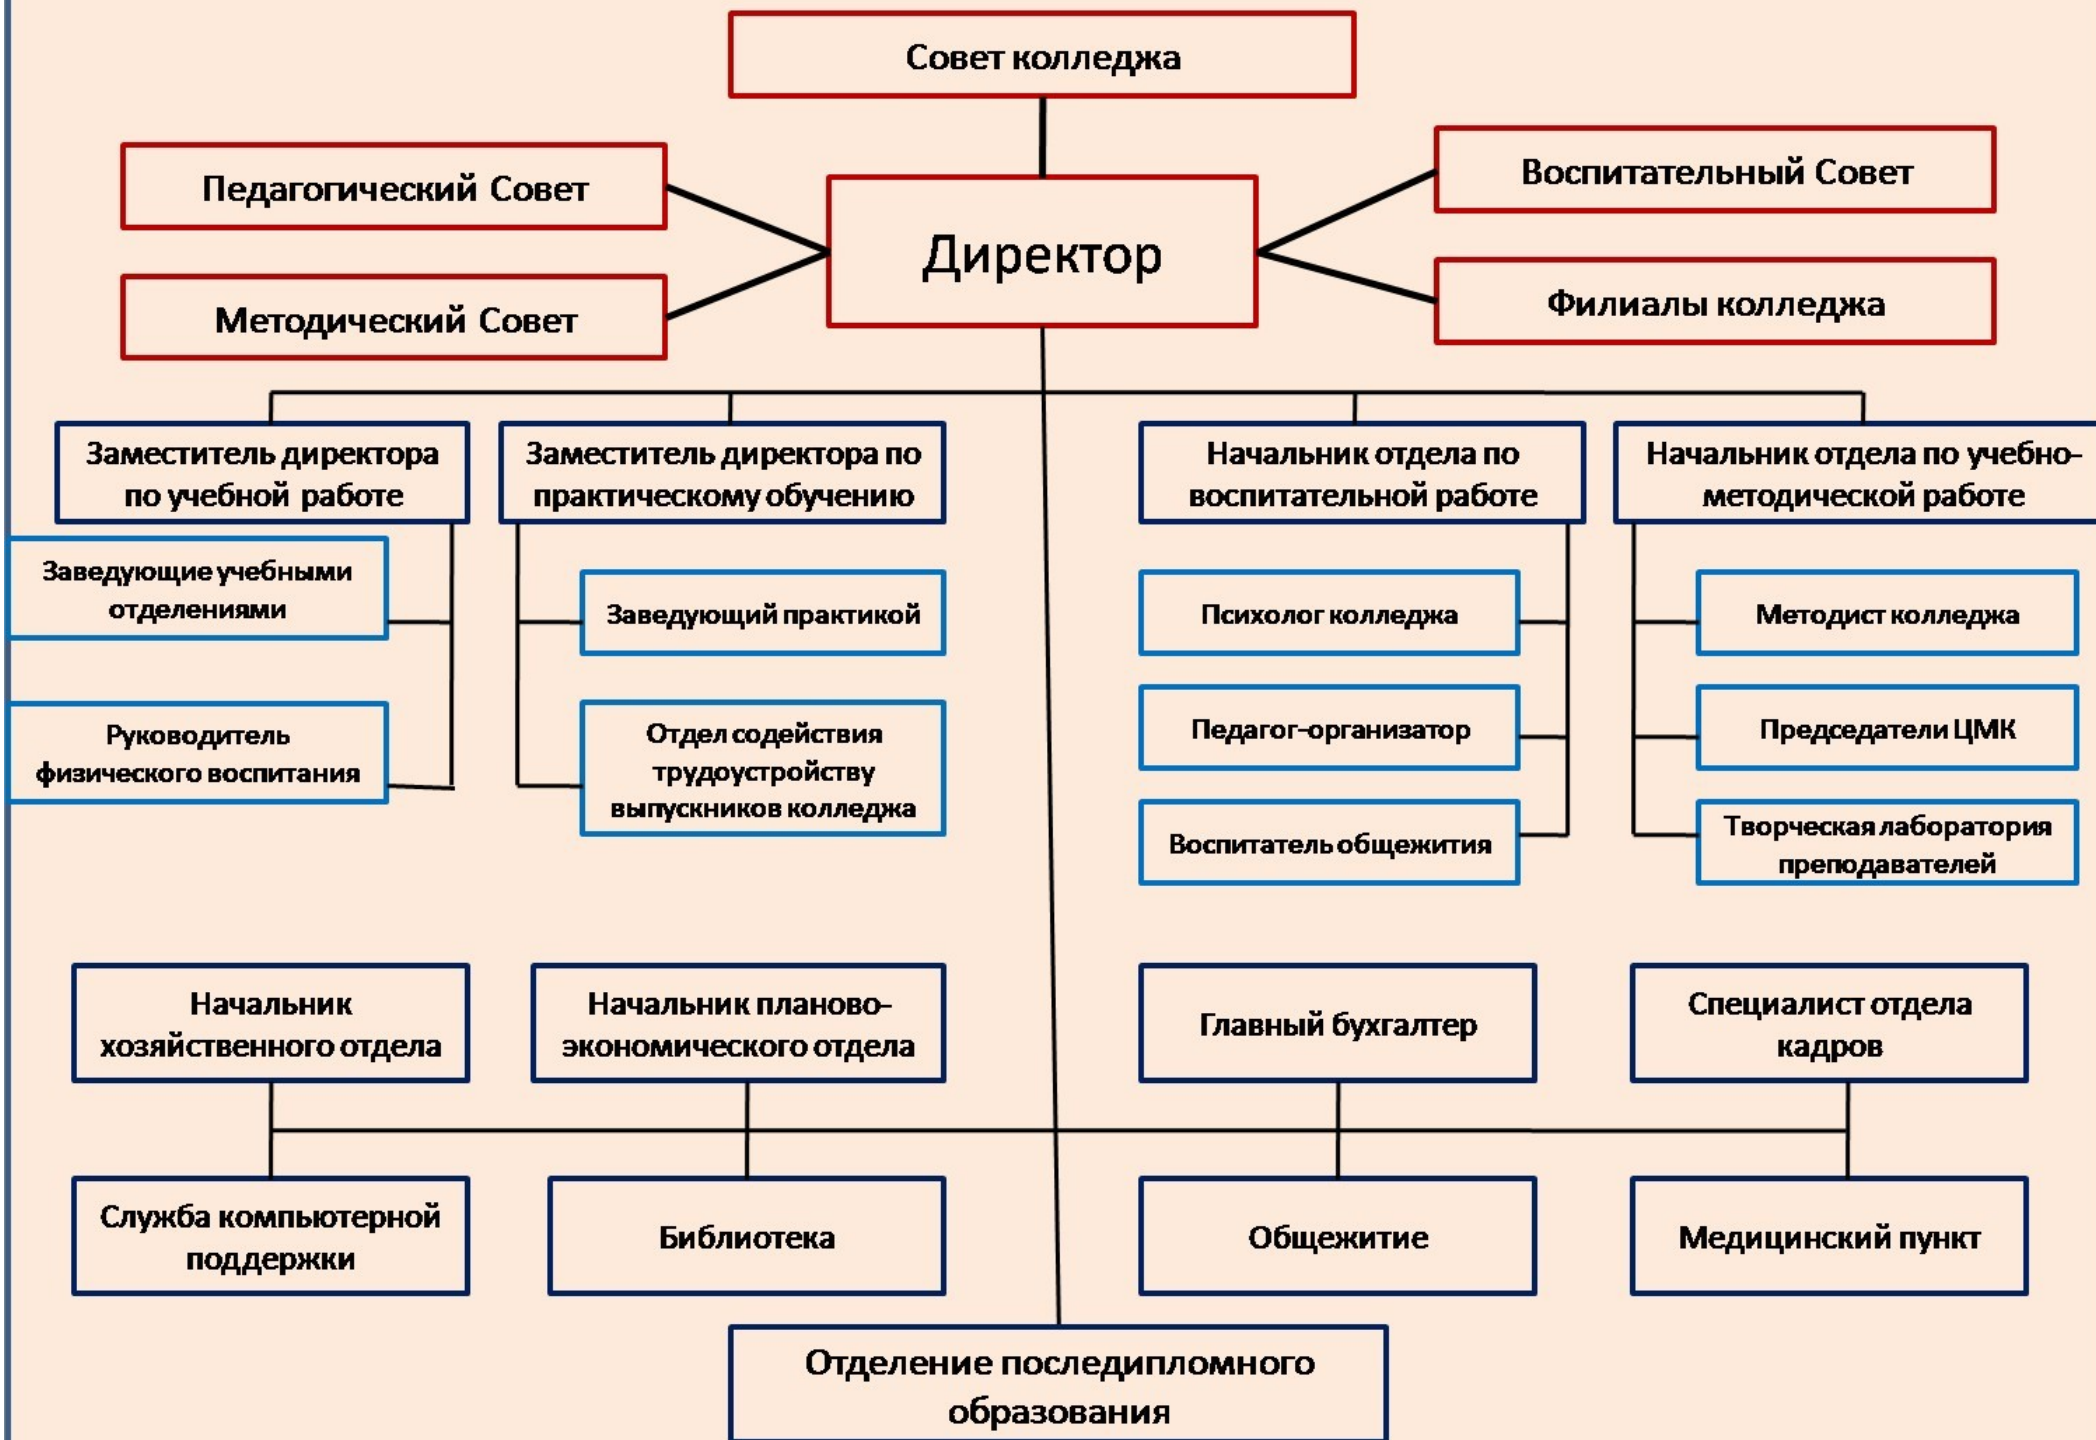 Совет колледжа
Педагогический Совет
Воспитательный Совет
Директор
Методический Совет
Филиалы колледжа
Заместитель директора
по учебной работе
Заместитель директора по
практическому обучению
Начальник отдела по
воспитательной работе
Начальник отдела по учебно-
методической работе
Заведующие учебными
отделениями
Заведующий практикой
Психолог колледжа
Методист колледжа
Руководитель
физического воспитания
Отдел содействия
трудоустройству
выпускников колледжа
Педагог-организатор
Председатели ЦМК
Воспитатель общежития
Творческая лаборатория
преподавателей
Начальник
хозяйственного отдела
Начальник планово-
экономического отдела
Главный бухгалтер
Специалист отдела
кадров
Служба компьютерной
поддержки
Библиотека
Общежитие
Медицинский пункт
Отделение последипломного
образования